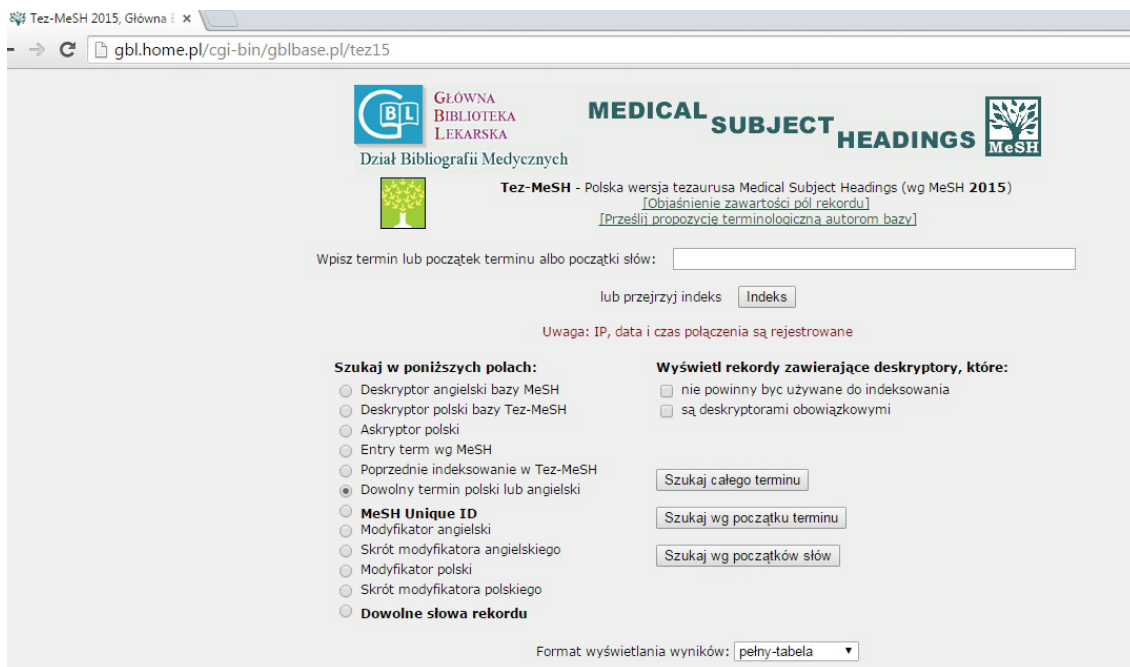 Tez-MeSH 2015, Główna
gbl.home.pl/cgi-bin/gblbase.pl/tez15
GBL
GŁÓWNA
BIBLIOTEKA
LEKARSKA
Dział Bibliografii Medycznych
MEDICAL SUBJECT HEADINGS
MeSH
Tez-MeSH - Polska wersja tezaurusa Medical Subject Headings (wg MeSH 2015)
[Objaśnienie zawartości pól rekordu]
[Prześlij propozycję terminologiczną autorom bazy]
Wpisz termin lub początek terminu albo początki słów:
lub przejrzyj indeks Indeks
Uwaga: IP, data i czas połączenia są rejestrowane
Szukaj w poniższych polach:
Deskryptor angielski bazy MeSH
Deskryptor polski bazy Tez-MeSH
Askryptor polski
Entry term wg MeSH
Poprzednie indeksowanie w Tez-MeSH
Dowolny termin polski lub angielski
MeSH Unique ID
Modyfikator angielski
Skrót modyfikatora angielskiego
Modyfikator polski
Skrót modyfikatora polskiego
Dowolne słowa rekordu
Wyświetl rekordy zawierające deskryptory, które:
nie powinny byc używane do indeksowania
są deskryptorami obowiązkowymi
Szukaj całego terminu
Szukaj wg początku terminu
Szukaj wg początków słów
Format wyświetlania wyników: pełny-tabela